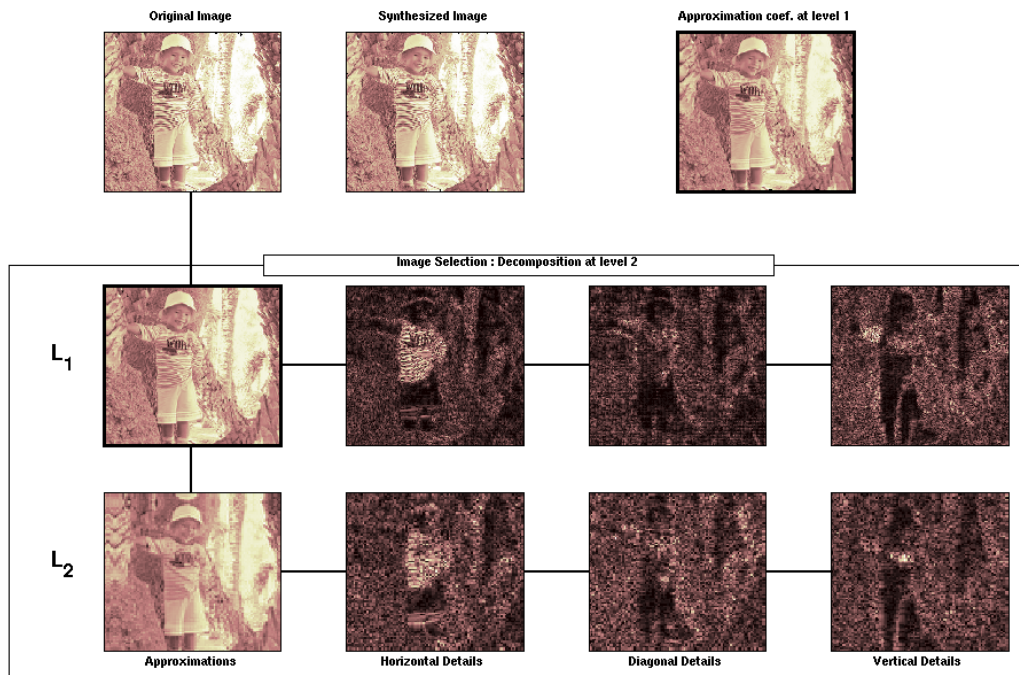 Original Image
Synthesized Image
Approximation coef. at level 1
Image Selection : Decomposition at level 2
L1
L2
Approximations
Horizontal Details
Diagonal Details
Vertical Details